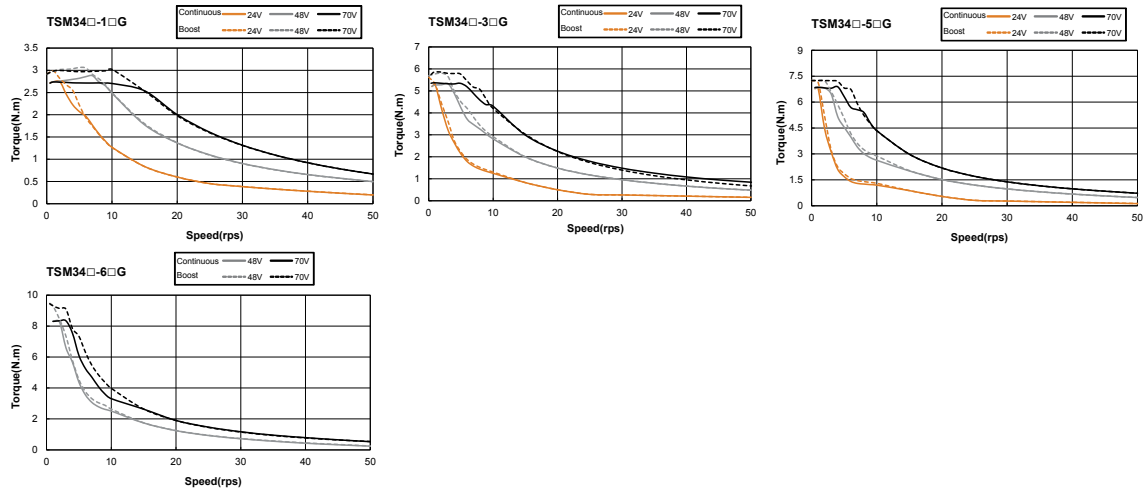 TSM34□-1□G
Continuous 24V 48V 70V
Boost 24V 48V 70V
Torque(N.m)
3.5
3
2.5
2
1.5
1
0.5
0
0 10 20 30 40 50
Speed(rps)
TSM34□-3□G
Continuous 24V 48V 70V
Boost 24V 48V 70V
Torque(N.m)
7
6
5
4
3
2
1
0
0 10 20 30 40 50
Speed(rps)
TSM34□-5□G
Continuous 24V 48V 70V
Boost 24V 48V 70V
Torque(N.m)
9
7.5
6
4.5
3
1.5
0
0 10 20 30 40 50
Speed(rps)
TSM34□-6□G
Continuous 48V 70V
Boost 48V 70V
Torque(N.m)
10
8
6
4
2
0
0 10 20 30 40 50
Speed(rps)